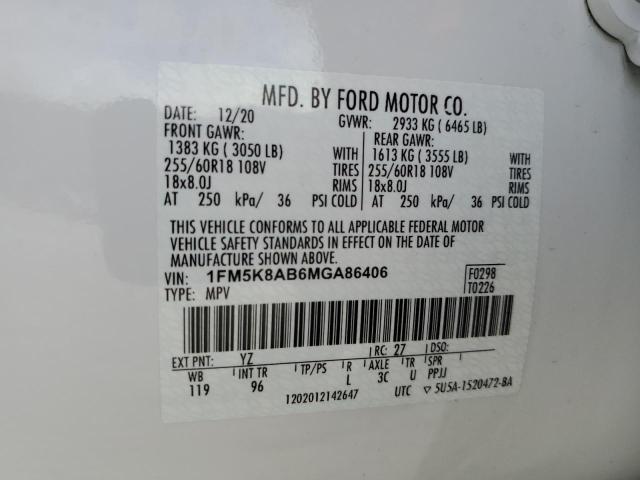 MFD. BY FORD MOTOR CO.
DATE: 12/20 GVWR: 2933 KG ( 6465 LB)
FRONT GAWR: REAR GAWR:
1383 KG ( 3050 LB) WITH 1613 KG ( 3555 LB) WITH
255/60R18 108V TIRES 255/60R18 108V TIRES
18x8.0J RIMS 18x8.0J RIMS
AT 250 kPa/ 36 PSI COLD AT 250 kPa/ 36 PSI COLD
THIS VEHICLE CONFORMS TO ALL APPLICABLE FEDERAL MOTOR
VEHICLE SAFETY STANDARDS IN EFFECT ON THE DATE OF
MANUFACTURE SHOWN ABOVE.
VIN: 1FM5K8AB6MGA86406 F0298
TYPE: MPV T0226
EXT PNT: YZ RC: 27 DSO:
WB INT TR TP/PS R AXLE TR SPR
119 96 L 3C U PPJJ
1202012142647 UTC ▽ 5U5A-1520472-BA